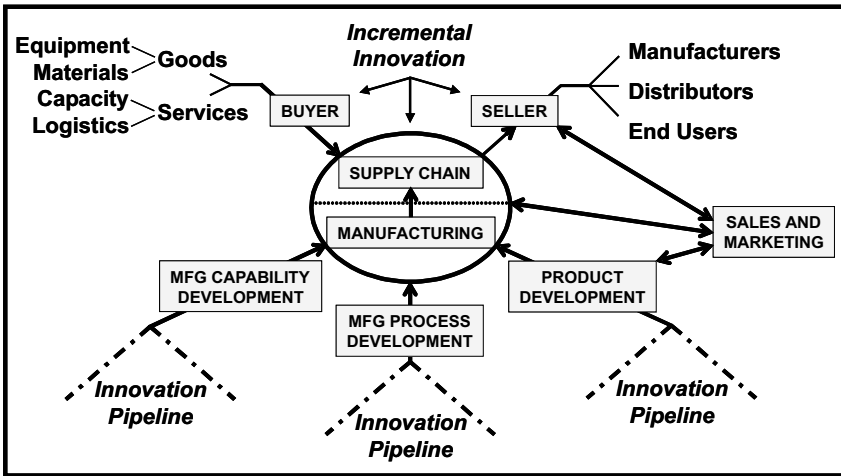 Equipment
Materials
Goods
Capacity
Logistics
Services
Incremental
Innovation
Manufacturers
Distributors
End Users
BUYER
SELLER
SUPPLY CHAIN
MANUFACTURING
SALES AND
MARKETING
MFG CAPABILITY
DEVELOPMENT
PRODUCT
DEVELOPMENT
MFG PROCESS
DEVELOPMENT
Innovation
Pipeline
Innovation
Pipeline
Innovation
Pipeline